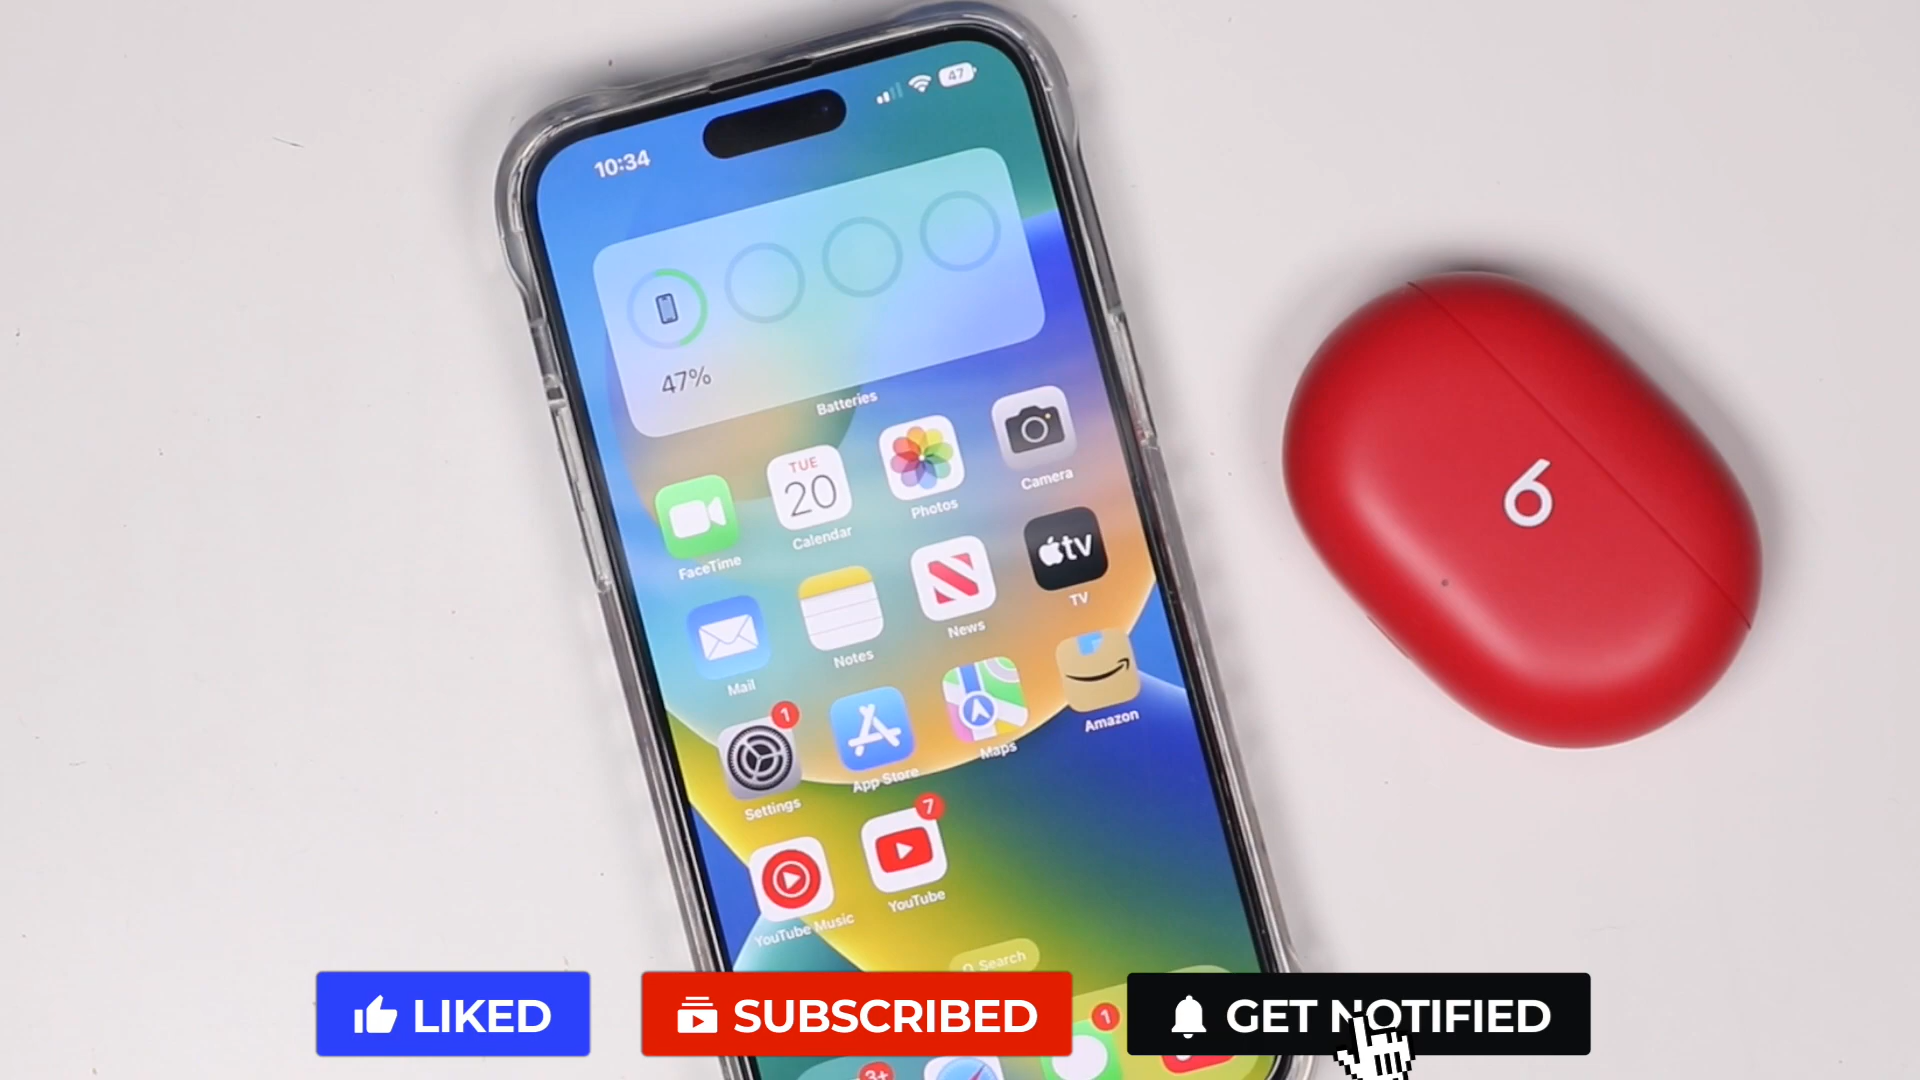 10:34
47
47%
Batteries
TUE
20
FaceTime
Calendar
Photos
Camera
tv
Mail
Notes
News
TV
1
Settings
App Store
Maps
Amazon
7
YouTube Music
YouTube
Search
LIKED
SUBSCRIBED
GET NOTIFIED
1
3+